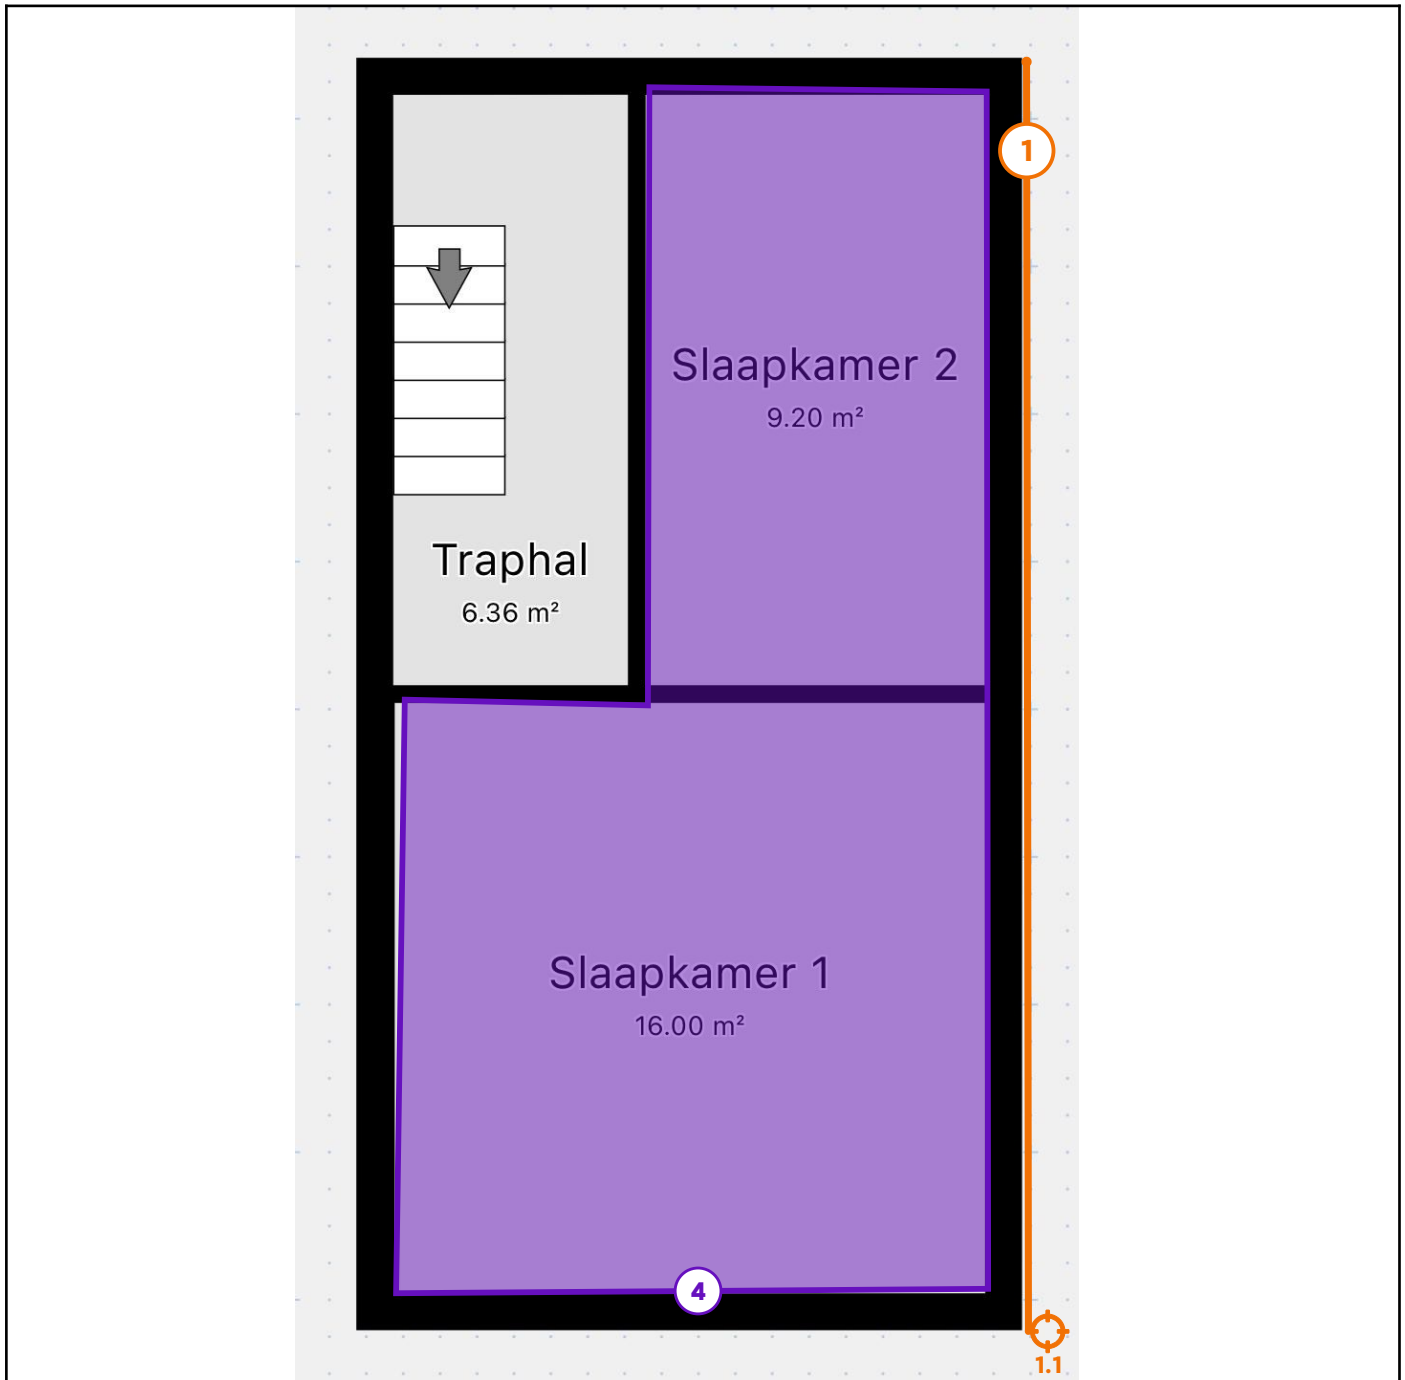 1
Slaapkamer 2
9.20 m²
Traphal
6.36 m²
Slaapkamer 1
16.00 m²
4
1.1